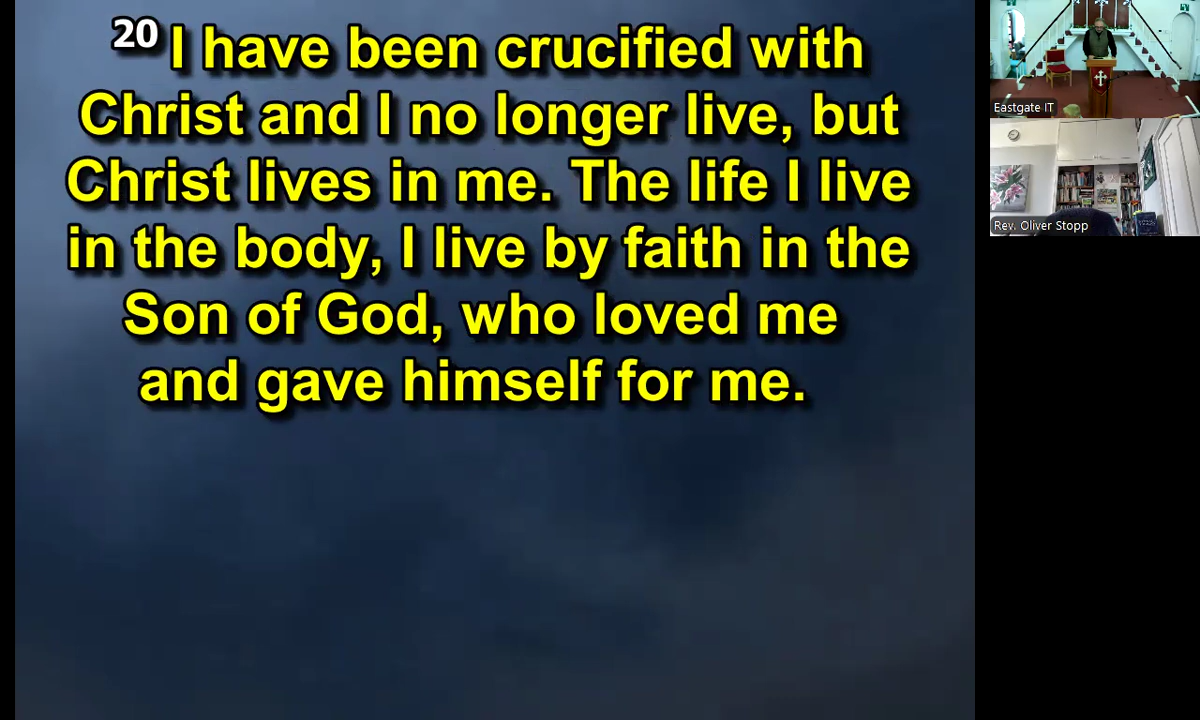 20 I have been crucified with
Christ and I no longer live, but
Christ lives in me. The life I live
in the body, I live by faith in the
Son of God, who loved me
and gave himself for me.
Eastgate IT
Rev. Oliver Stopp